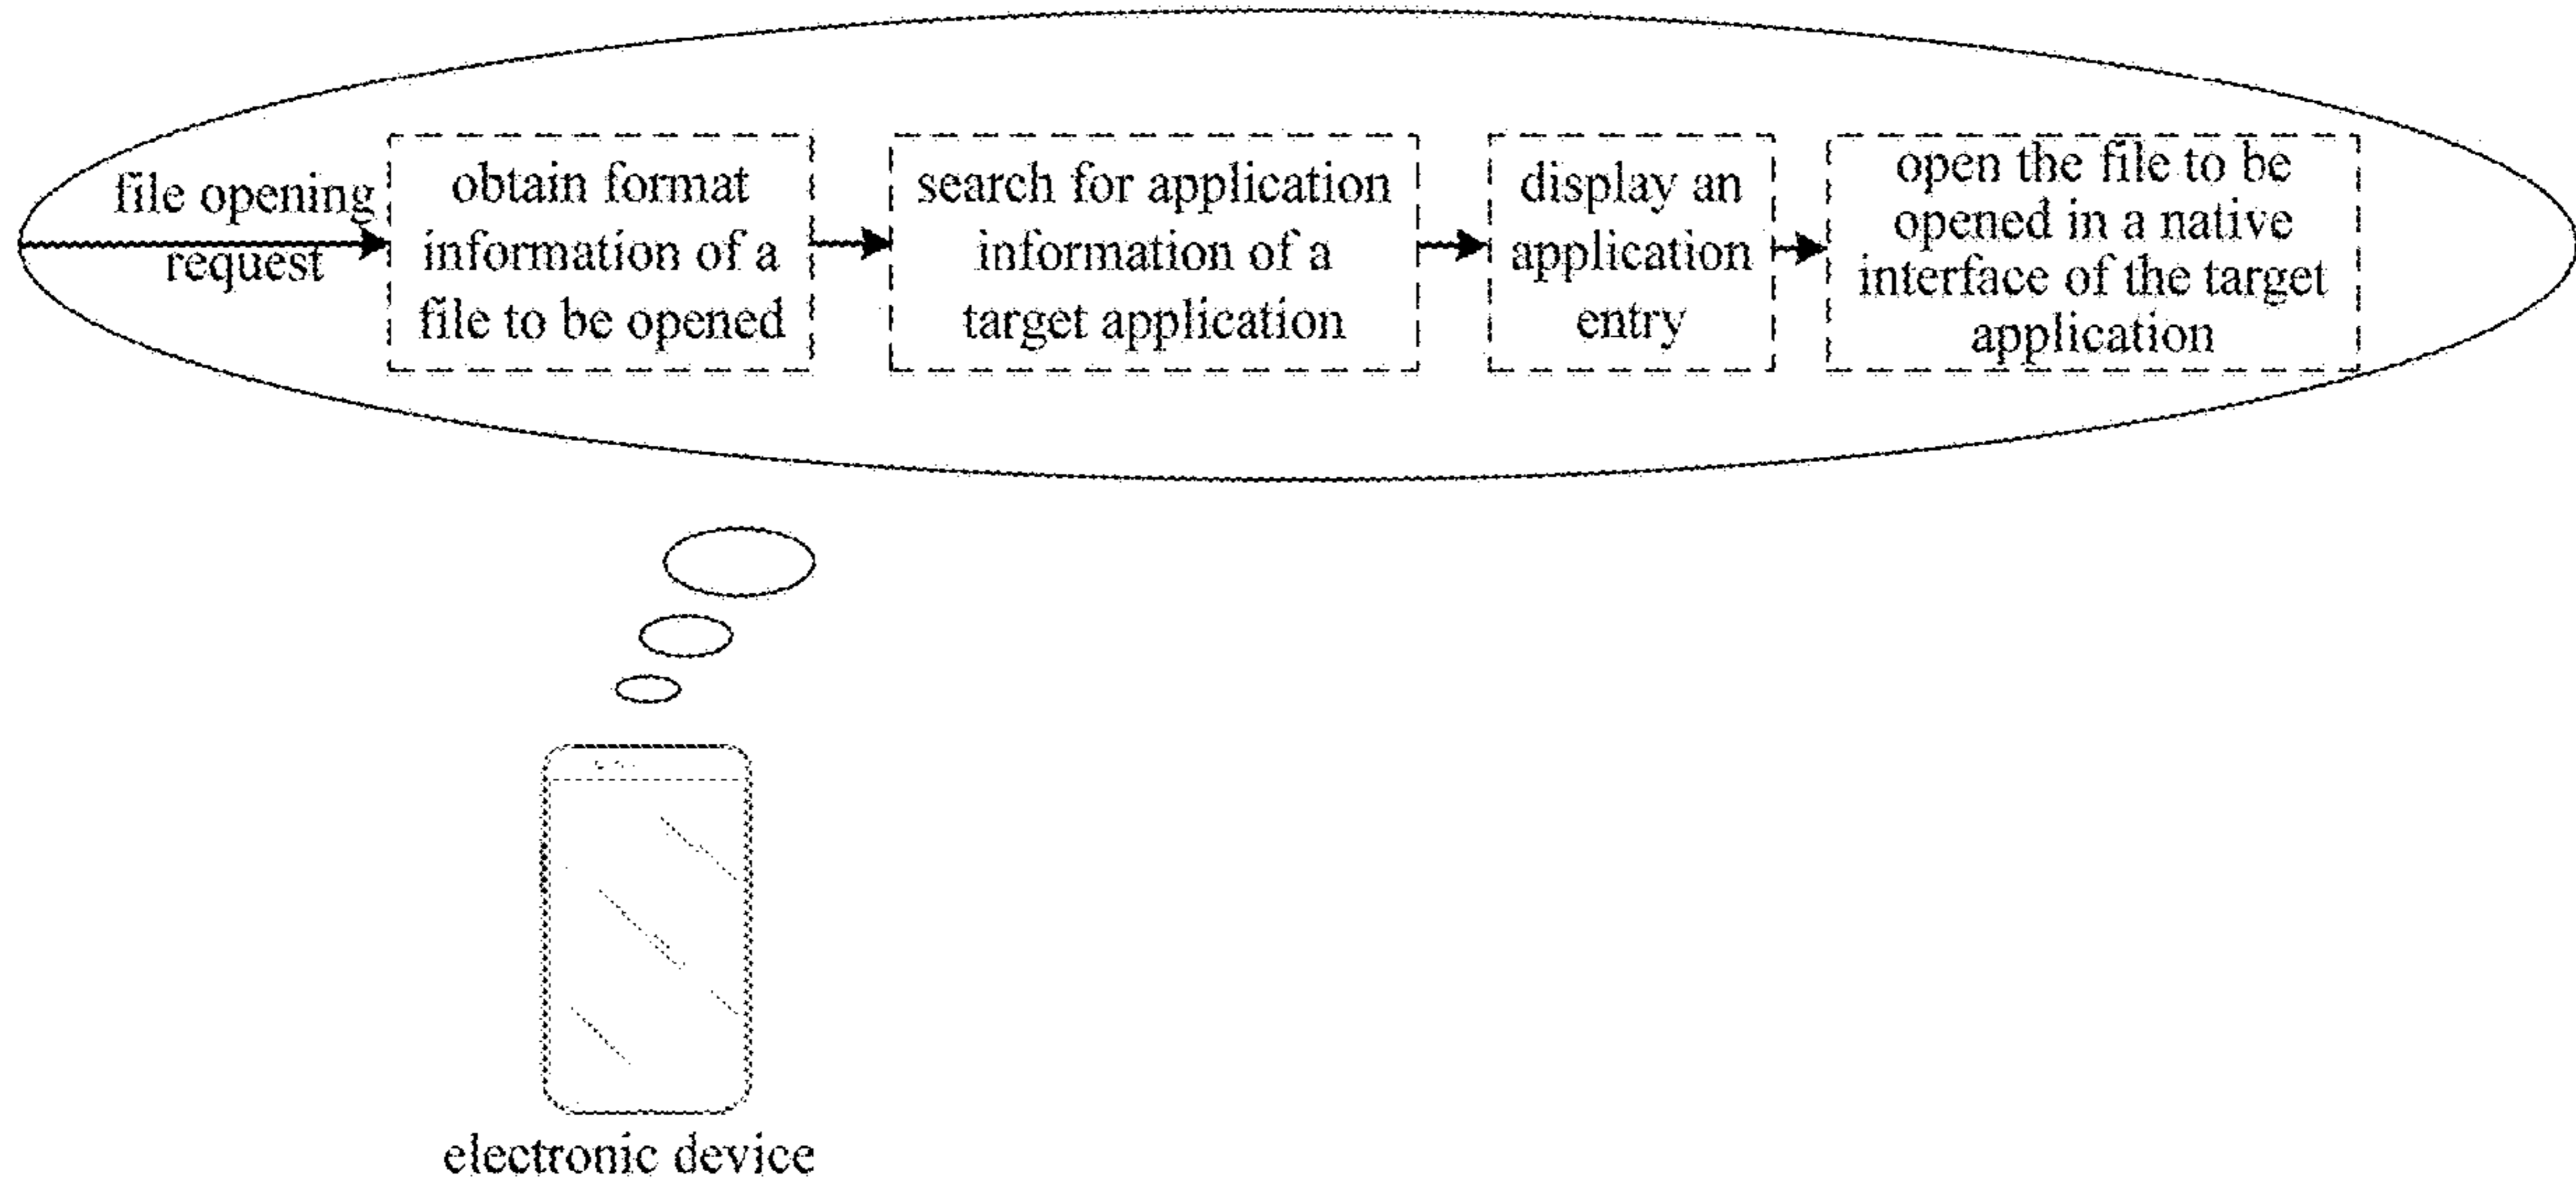 file opening
request
obtain format
information of a
file to be opened
search for application
information of a
target application
display an
application
entry
open the file to be
opened in a native
interface of the target
application
electronic device